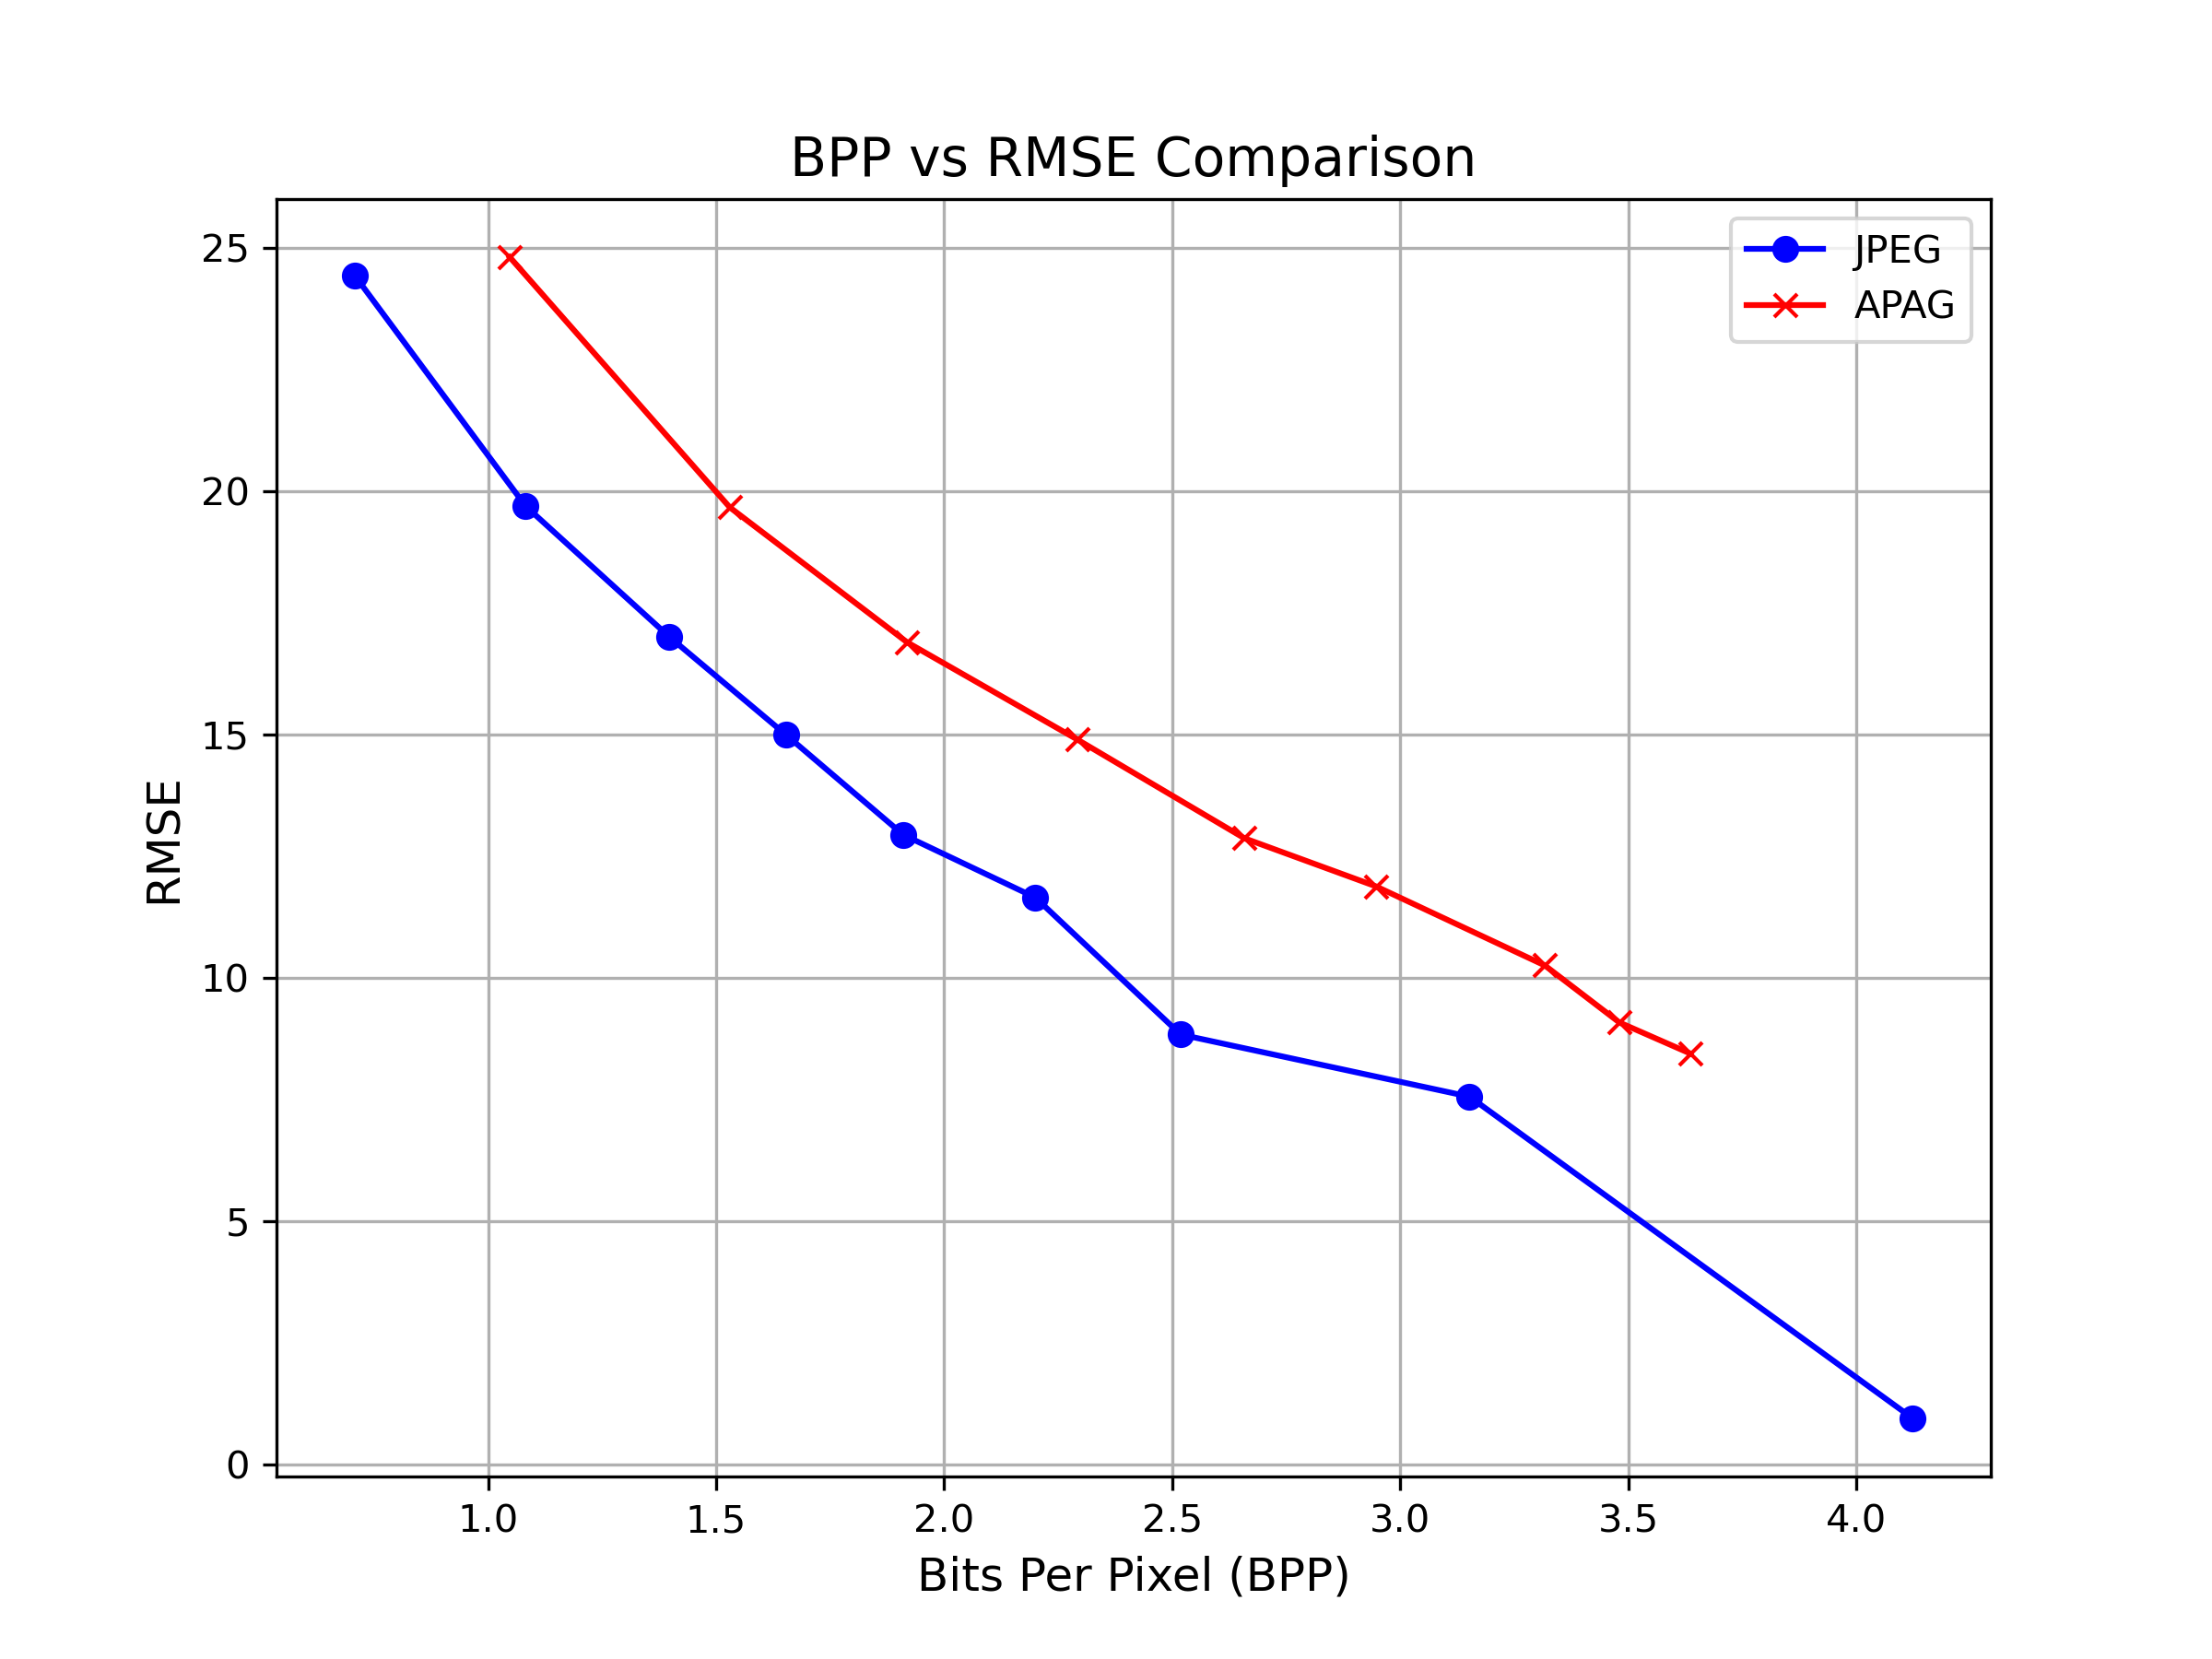 BPP vs RMSE Comparison
JPEG
APAG
RMSE
25
20
15
10
5
0
1.0 1.5 2.0 2.5 3.0 3.5 4.0
Bits Per Pixel (BPP)